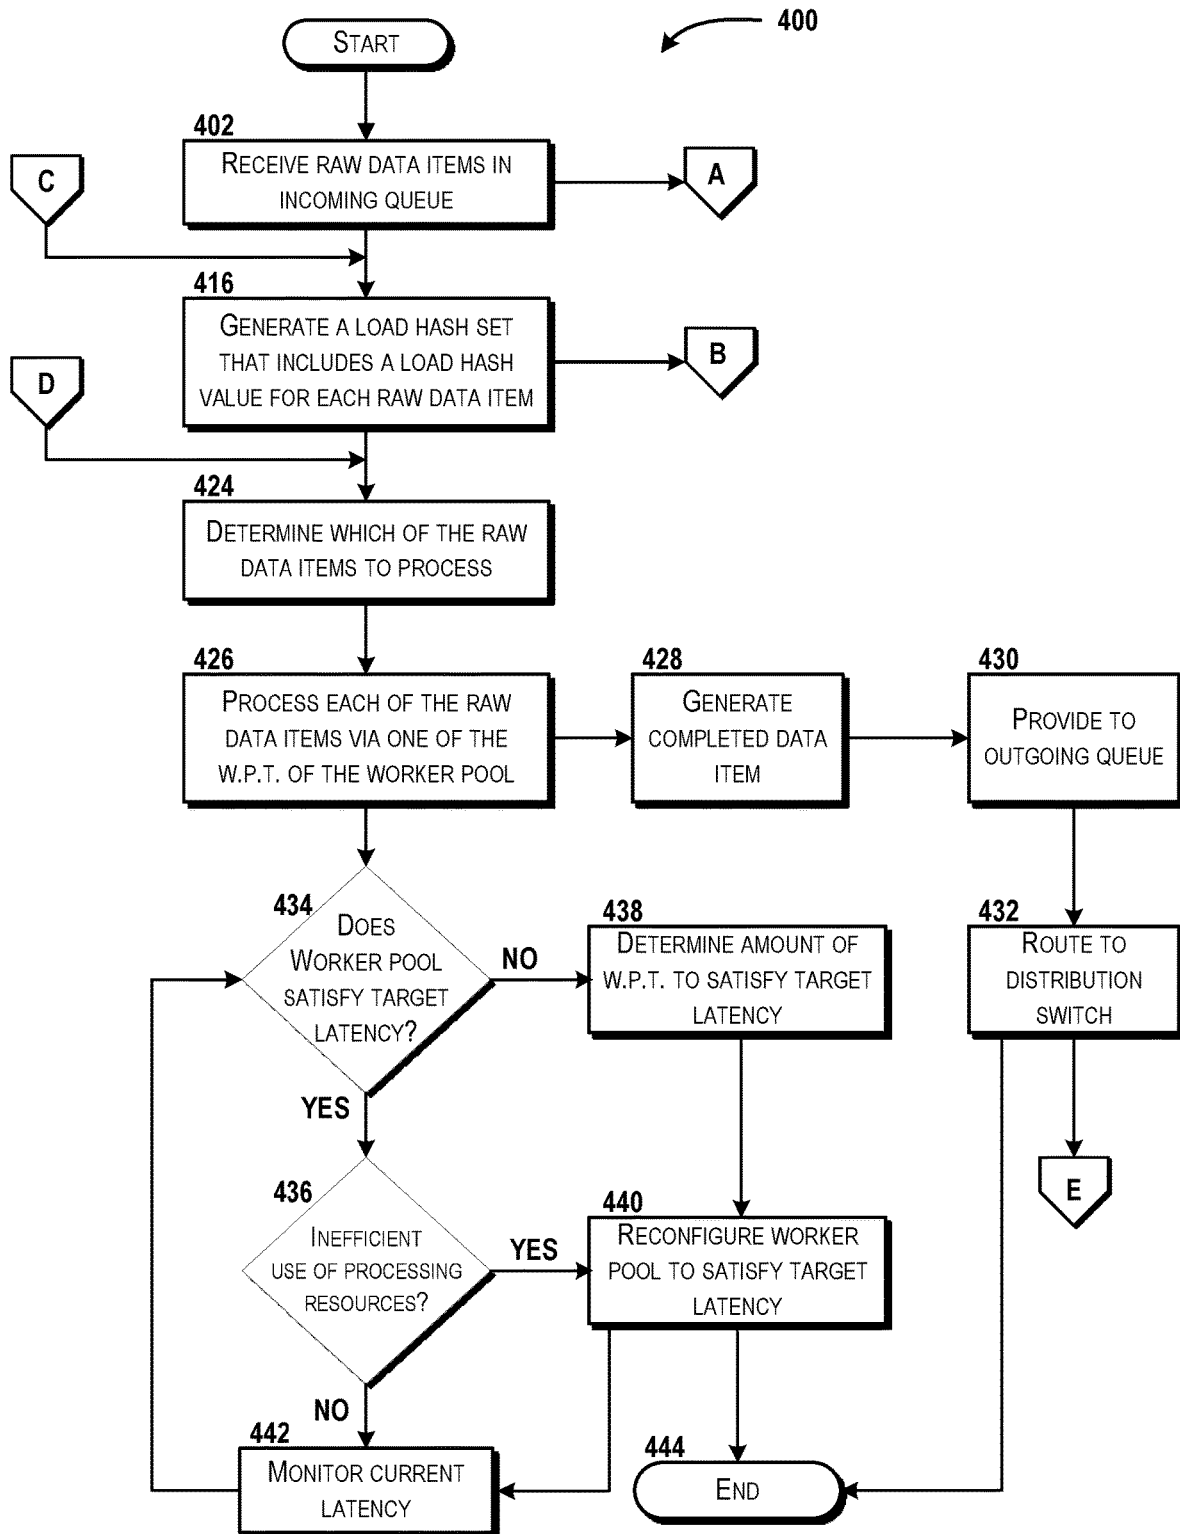 400
START
402
RECEIVE RAW DATA ITEMS IN
INCOMING QUEUE
A
C
416
GENERATE A LOAD HASH SET
THAT INCLUDES A LOAD HASH
VALUE FOR EACH RAW DATA ITEM
B
D
424
DETERMINE WHICH OF THE RAW
DATA ITEMS TO PROCESS
426
PROCESS EACH OF THE RAW
DATA ITEMS VIA ONE OF THE
W.P.T. OF THE WORKER POOL
428
GENERATE
COMPLETED DATA
ITEM
430
PROVIDE TO
OUTGOING QUEUE
434
DOES
WORKER POOL
SATISFY TARGET
LATENCY?
NO
YES
438
DETERMINE AMOUNT OF
W.P.T. TO SATISFY TARGET
LATENCY
432
ROUTE TO
DISTRIBUTION
SWITCH
E
436
INEFFICIENT
USE OF PROCESSING
RESOURCES?
YES
NO
440
RECONFIGURE WORKER
POOL TO SATISFY TARGET
LATENCY
442
MONITOR CURRENT
LATENCY
444
END